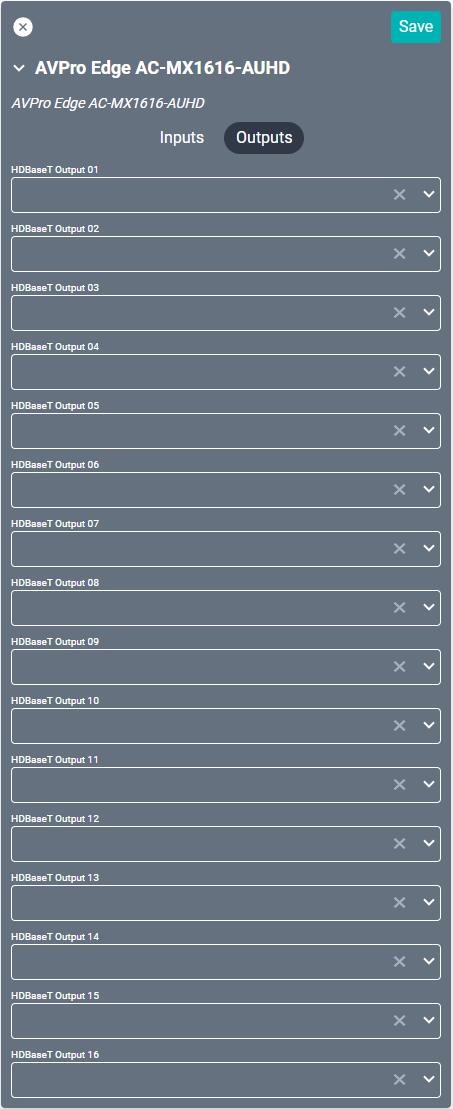 Save
AVPro Edge AC-MX1616-AUHD
AVPro Edge AC-MX1616-AUHD
Inputs Outputs
HDBaseT Output 01
HDBaseT Output 02
HDBaseT Output 03
HDBaseT Output 04
HDBaseT Output 05
HDBaseT Output 06
HDBaseT Output 07
HDBaseT Output 08
HDBaseT Output 09
HDBaseT Output 10
HDBaseT Output 11
HDBaseT Output 12
HDBaseT Output 13
HDBaseT Output 14
HDBaseT Output 15
HDBaseT Output 16